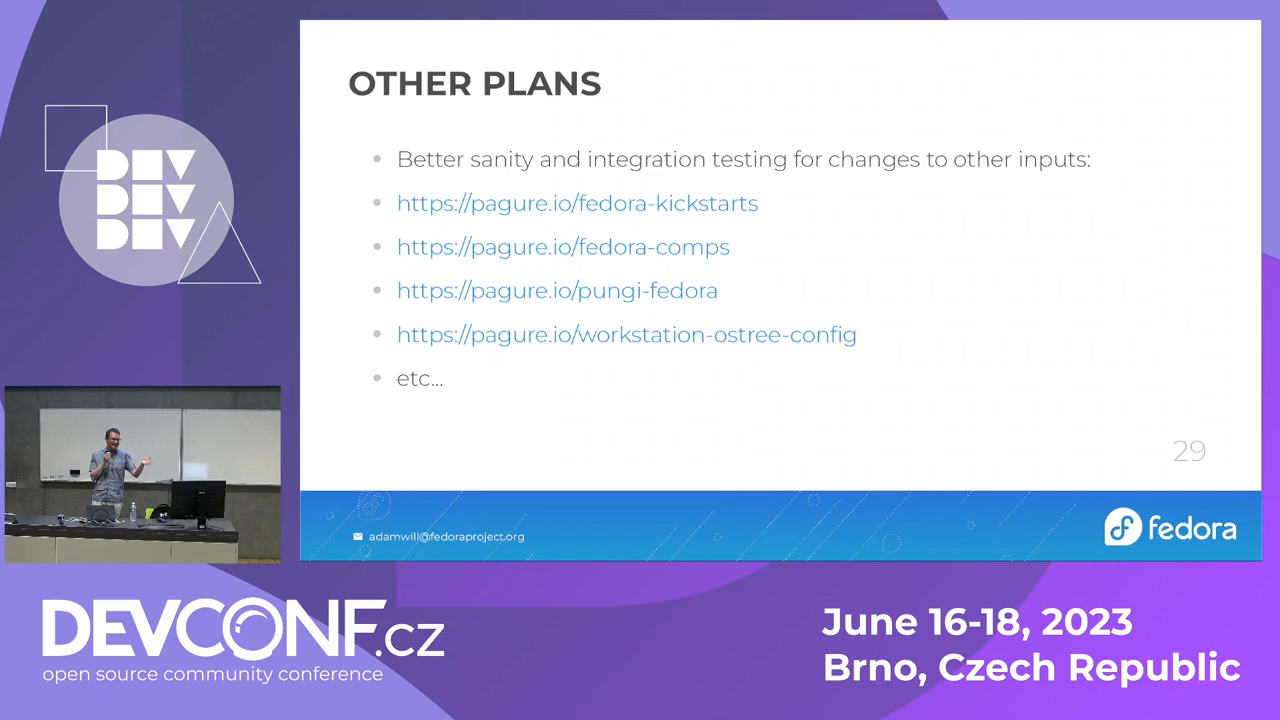 OTHER PLANS
Better sanity and integration testing for changes to other inputs:
https://pagure.io/fedora-kickstarts
https://pagure.io/fedora-comps
https://pagure.io/pungi-fedora
https://pagure.io/workstation-ostree-config
etc...
29
adamwill@fedoraproject.org
fedora
DEV
DEV
DEV
DEVCONF.cz
open source community conference
June 16-18, 2023
Brno, Czech Republic